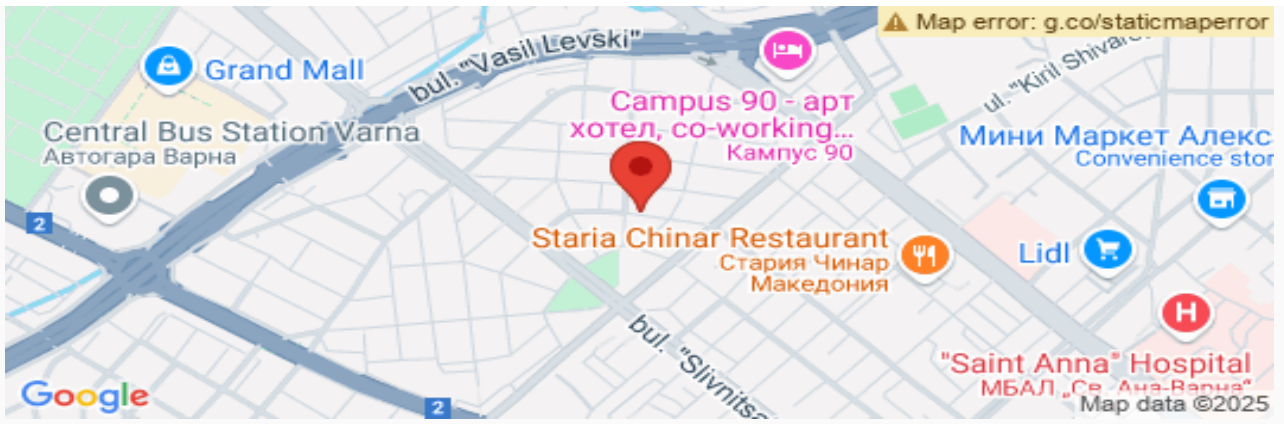 Map error: g.co/staticmaperror
bul. "Vasil Levski"
Grand Mall
Campus 90 - арт
хотел, co-working...
Кампус 90
Central Bus Station Varna
Автогара Варна
Мини Маркет Алекс
Convenience stor
2
Staria Chinar Restaurant
Стария Чинар
Македония
Lidl
H
bul. "Slivnitsa
"Saint Anna" Hospital
МБАЛ „Св. Ана-Варна“
Google
2
Map data ©2025